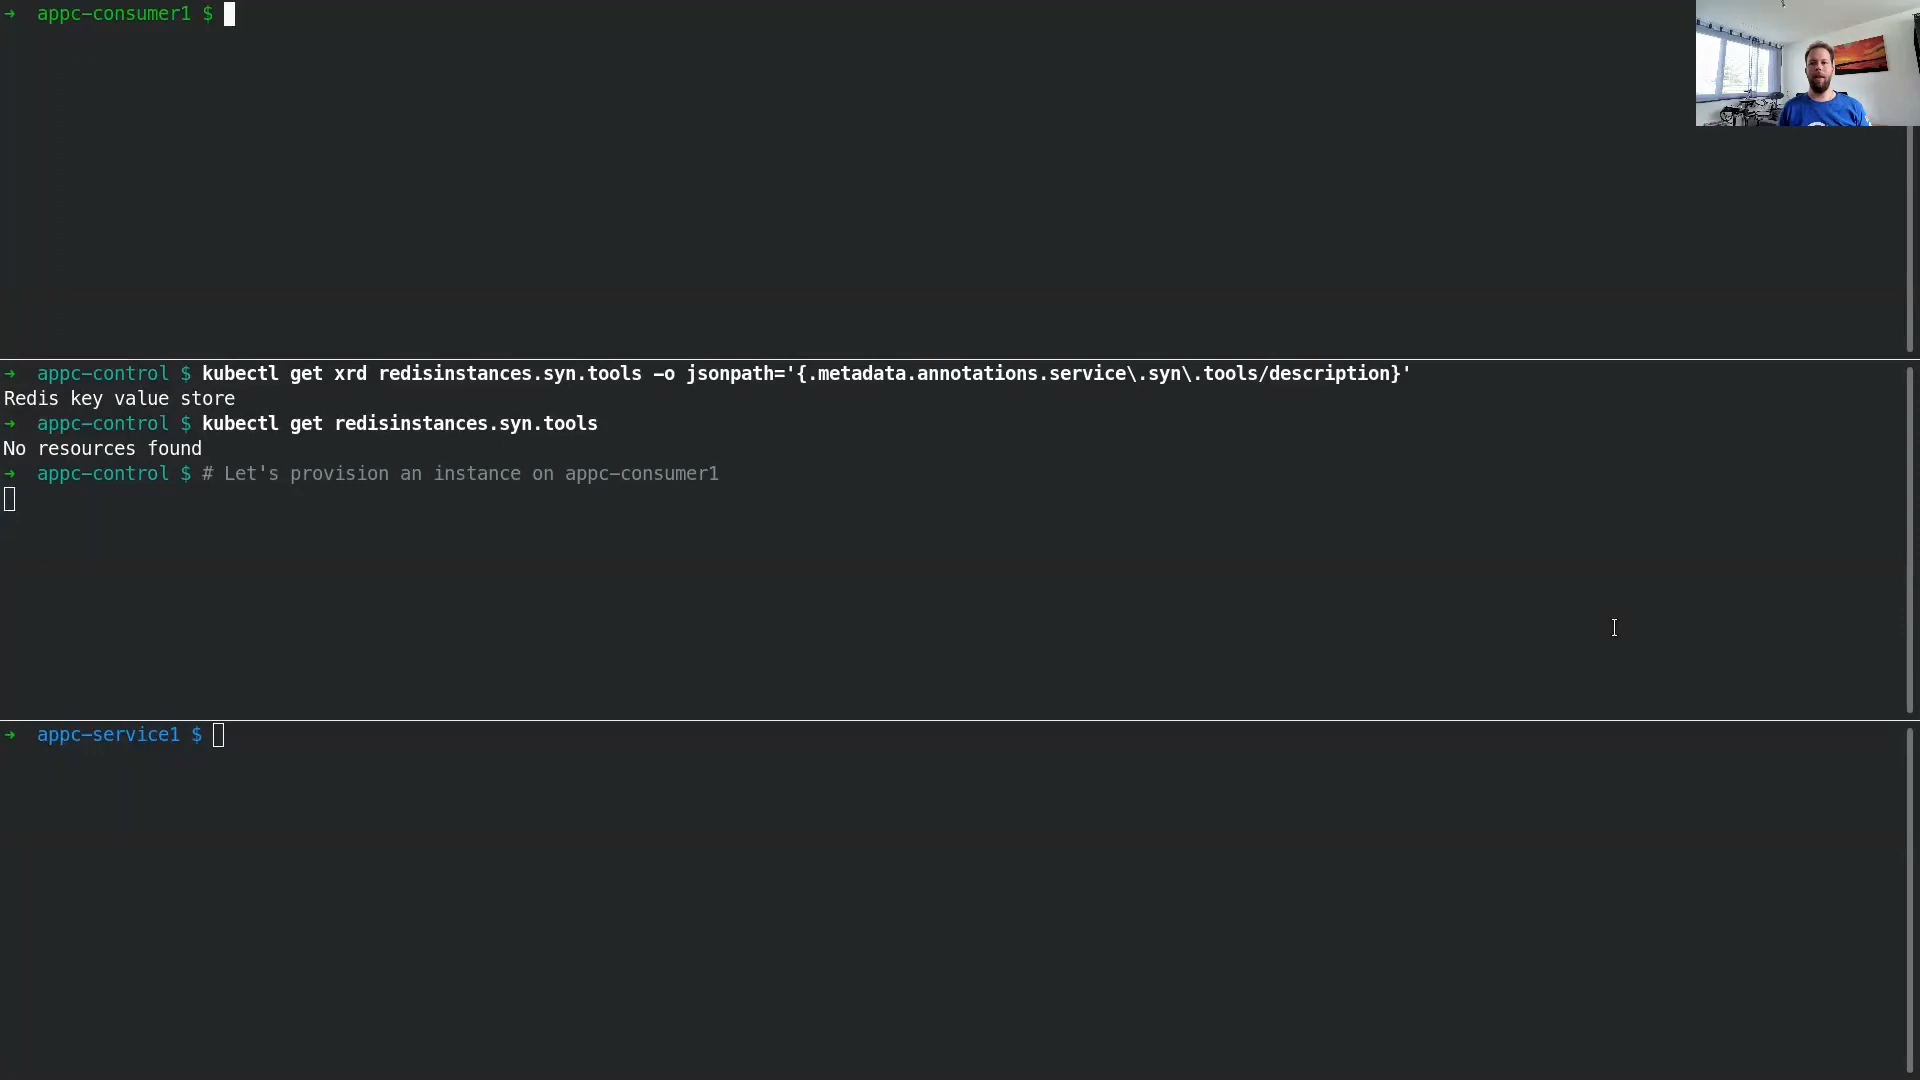 → appc-consumer1 $
→ appc-control $ kubectl get xrd redisinstances.syn.tools -o jsonpath='{.metadata.annotations.service\.syn\.tools/description}'
Redis key value store
→ appc-control $ kubectl get redisinstances.syn.tools
No resources found
→ appc-control $ # Let's provision an instance on appc-consumer1
→ appc-service1 $